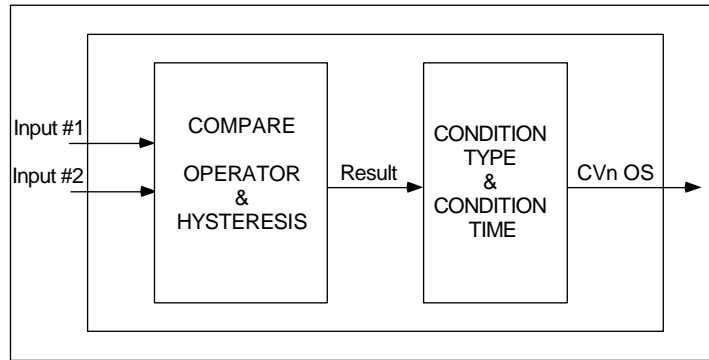 Input #1
Input #2
COMPARE
OPERATOR
&
HYSTERESIS
Result
CONDITION
TYPE
&
CONDITION
TIME
CVn OS